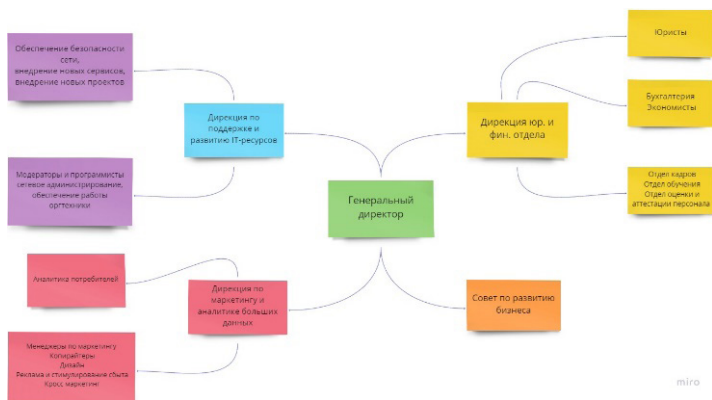 Обеспечение безопасности
сети,
внедрение новых сервисов,
внедрение новых проектов
Дирекция по
поддержке и
развитию IT-ресурсов
Модераторы и программисты
сетевое администрирование,
обеспечение работы
оргтехники
Юристы
Бухгалтерия
Экономисты
Дирекция юр. и
фин. отдела
Отдел кадров
Отдел обучения
Отдел оценки и
аттестации персонала
Генеральный
директор
Аналитика потребителей
Дирекция по
маркетингу и
аналитике больших
данных
Менеджеры по маркетингу
Копирайтеры
Дизайн
Реклама и стимулирование сбыта
Кросс маркетинг
Совет по развитию
бизнеса
miro